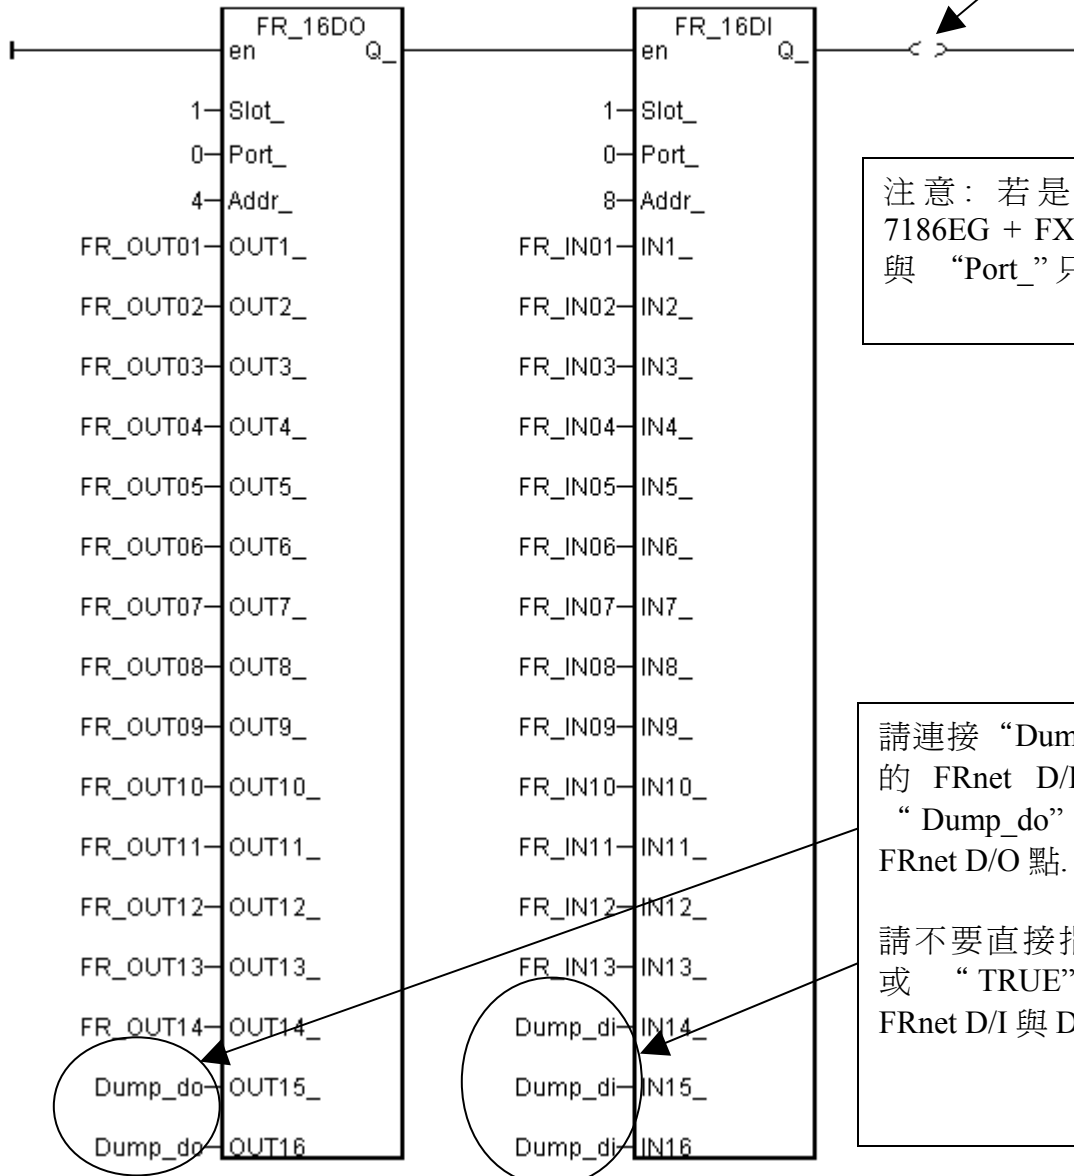 FR_16DO
en Q_
1 Slot_
0 Port_
4 Addr_
FR_OUT01 OUT1_
FR_OUT02 OUT2_
FR_OUT03 OUT3_
FR_OUT04 OUT4_
FR_OUT05 OUT5_
FR_OUT06 OUT6_
FR_OUT07 OUT7_
FR_OUT08 OUT8_
FR_OUT09 OUT9_
FR_OUT10 OUT10_
FR_OUT11 OUT11_
FR_OUT12 OUT12_
FR_OUT13 OUT13_
FR_OUT14 OUT14_
Dump_do OUT15_
Dump_do OUT16
FR_16DI
en Q_
1 Slot_
0 Port_
8 Addr_
FR_IN01 IN1_
FR_IN02 IN2_
FR_IN03 IN3_
FR_IN04 IN4_
FR_IN05 IN5_
FR_IN06 IN6_
FR_IN07 IN7_
FR_IN08 IN8_
FR_IN09 IN9_
FR_IN10 IN10_
FR_IN11 IN11_
FR_IN12 IN12_
FR_IN13 IN13_
Dump_di IN14_
Dump_di IN15_
Dump_di IN16
注意: 若是
7186EG + FX
與 “Port_”只
請連接 “Dum
的 FRnet D/I
“ Dump_do”
FRnet D/O 點.
請不要直接指
或 “ TRUE”
FRnet D/I 與 D